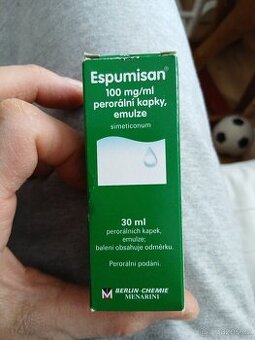 Espumisan®
100 mg/ml
perorální kapky,
emulze
simeticonum
30 ml
perorálních kapek,
emulze;
balení obsahuje odměrku.
Perorální podání.
BERLIN-CHEMIE
MENARINI